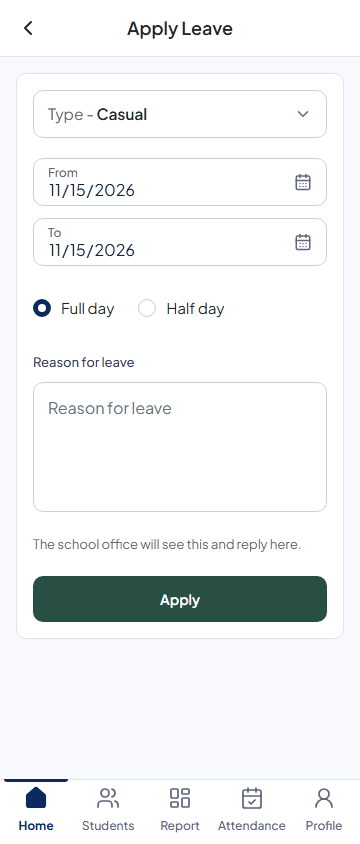 Apply Leave
Type - Casual
From
11/15/2026
To
11/15/2026
Full day
Half day
Reason for leave
Reason for leave
The school office will see this and reply here.
Apply
Home
Students
Report
Attendance
Profile